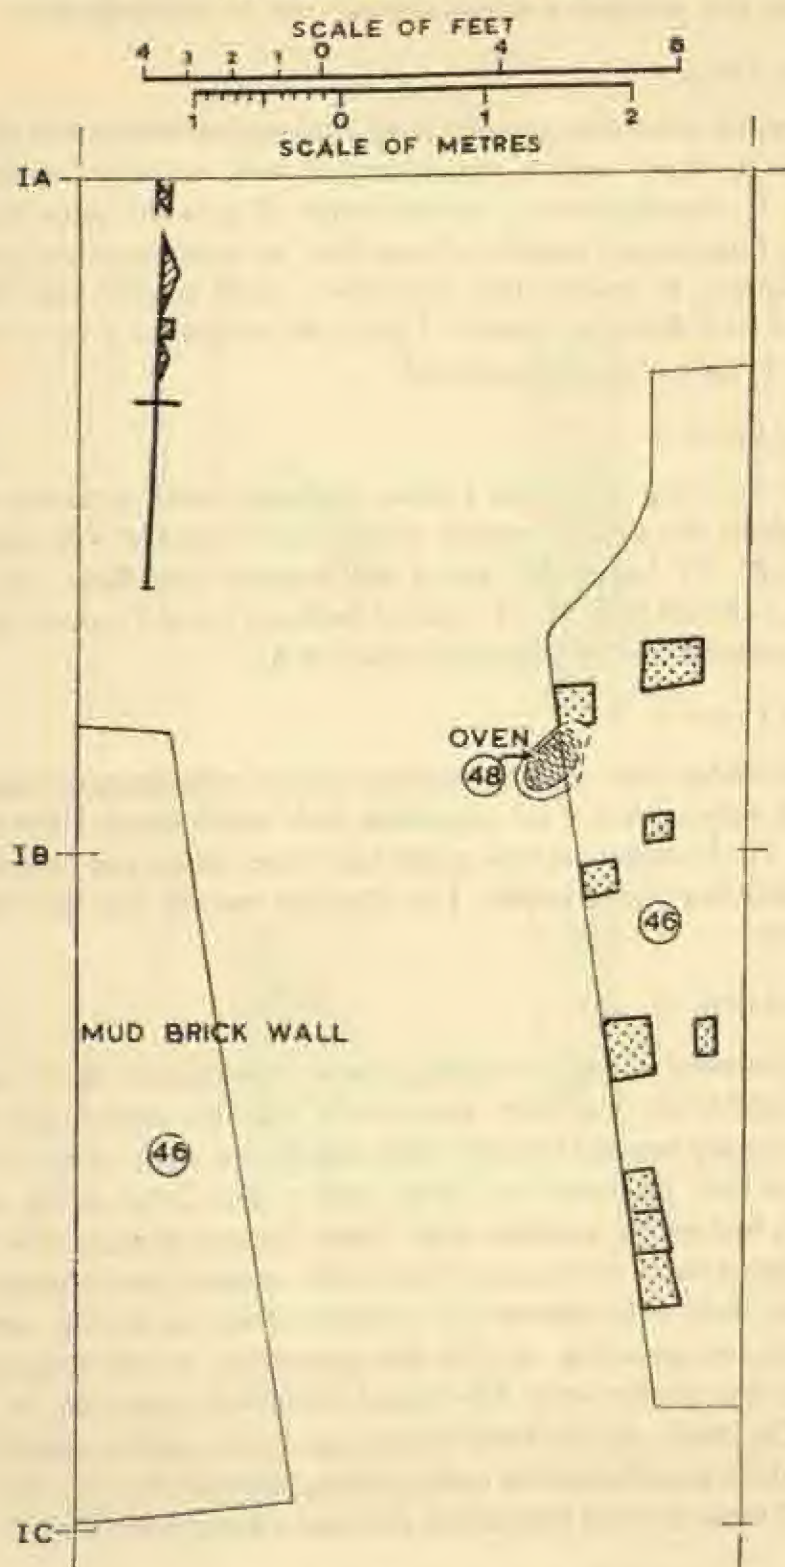 SCALE OF FEET
4 3 2 1 0 4 8
1 0 1 2
SCALE OF METRES
IA
N
OVEN
48
IB
46
MUD BRICK WALL
46
IC